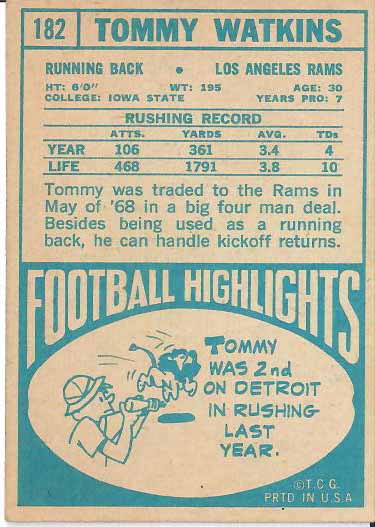 182 TOMMY WATKINS
RUNNING BACK • LOS ANGELES RAMS
HT: 6'0" WT: 195 AGE: 30
COLLEGE: IOWA STATE YEARS PRO: 7
RUSHING RECORD
ATTS. YARDS AVG. TDs
YEAR 106 361 3.4 4
LIFE 468 1791 3.8 10
Tommy was traded to the Rams in
May of '68 in a big four man deal.
Besides being used as a running
back, he can handle kickoff returns.
FOOTBALL HIGHLIGHTS
TOMMY
WAS 2nd
ON DETROIT
IN RUSHING
LAST
YEAR.
©T.C.G.
PRTD IN U.S.A